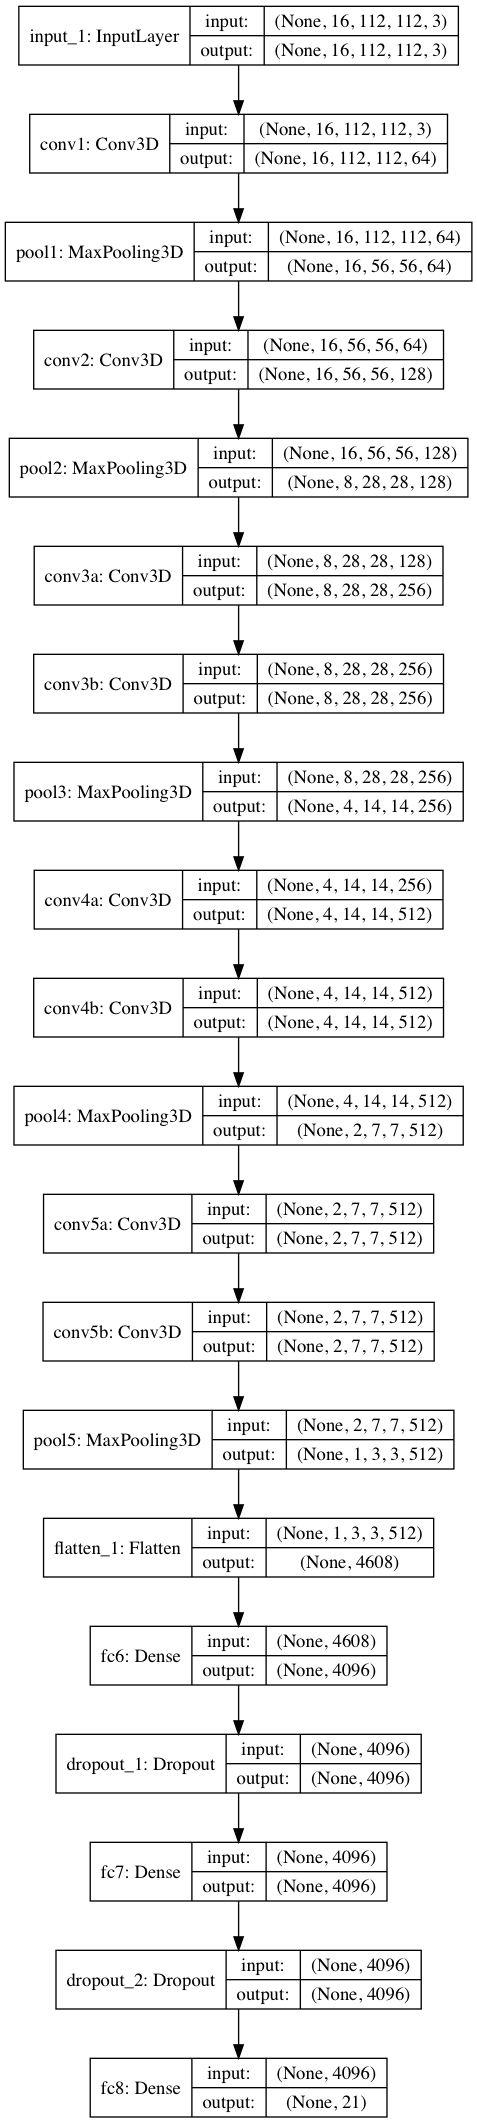 input_1: InputLayer
input: (None, 16, 112, 112, 3)
output: (None, 16, 112, 112, 3)
conv1: Conv3D
input: (None, 16, 112, 112, 3)
output: (None, 16, 112, 112, 64)
pool1: MaxPooling3D
input: (None, 16, 112, 112, 64)
output: (None, 16, 56, 56, 64)
conv2: Conv3D
input: (None, 16, 56, 56, 64)
output: (None, 16, 56, 56, 128)
pool2: MaxPooling3D
input: (None, 16, 56, 56, 128)
output: (None, 8, 28, 28, 128)
conv3a: Conv3D
input: (None, 8, 28, 28, 128)
output: (None, 8, 28, 28, 256)
conv3b: Conv3D
input: (None, 8, 28, 28, 256)
output: (None, 8, 28, 28, 256)
pool3: MaxPooling3D
input: (None, 8, 28, 28, 256)
output: (None, 4, 14, 14, 256)
conv4a: Conv3D
input: (None, 4, 14, 14, 256)
output: (None, 4, 14, 14, 512)
conv4b: Conv3D
input: (None, 4, 14, 14, 512)
output: (None, 4, 14, 14, 512)
pool4: MaxPooling3D
input: (None, 4, 14, 14, 512)
output: (None, 2, 7, 7, 512)
conv5a: Conv3D
input: (None, 2, 7, 7, 512)
output: (None, 2, 7, 7, 512)
conv5b: Conv3D
input: (None, 2, 7, 7, 512)
output: (None, 2, 7, 7, 512)
pool5: MaxPooling3D
input: (None, 2, 7, 7, 512)
output: (None, 1, 3, 3, 512)
flatten_1: Flatten
input: (None, 1, 3, 3, 512)
output: (None, 4608)
fc6: Dense
input: (None, 4608)
output: (None, 4096)
dropout_1: Dropout
input: (None, 4096)
output: (None, 4096)
fc7: Dense
input: (None, 4096)
output: (None, 4096)
dropout_2: Dropout
input: (None, 4096)
output: (None, 4096)
fc8: Dense
input: (None, 4096)
output: (None, 21)